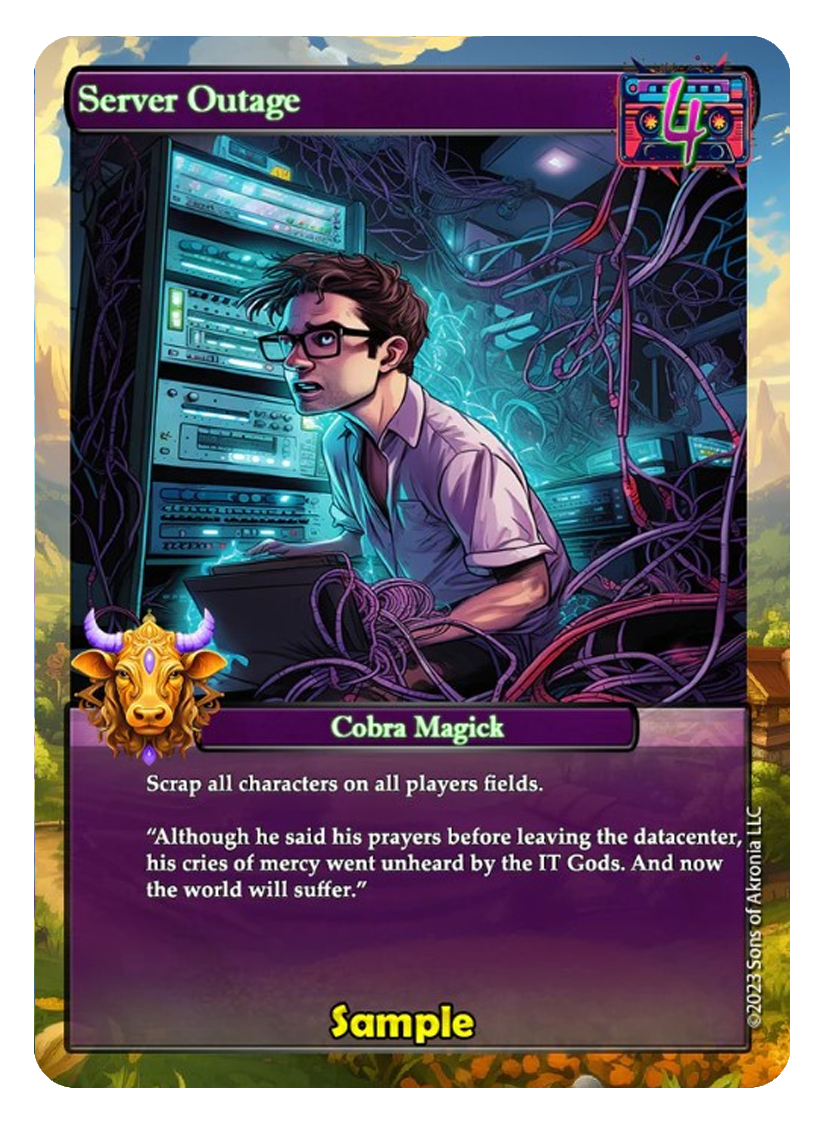 Server Outage
4
Cobra Magick
Scrap all characters on all players fields.
“Although he said his prayers before leaving the datacenter,
his cries of mercy went unheard by the IT Gods. And now
the world will suffer.”
©2023 Sons of Akronia LLC
Sample